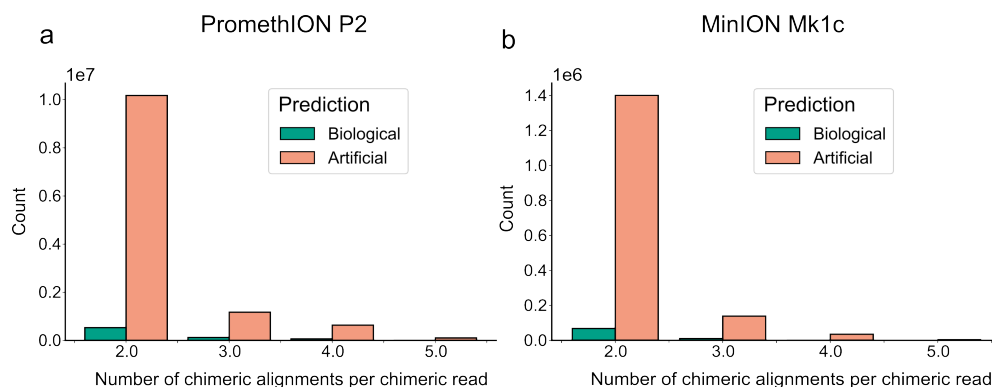 a
PromethION P2
1e7
Count
1.0
0.8
0.6
0.4
0.2
0.0
Prediction
Biological
Artificial
2.0 3.0 4.0 5.0
Number of chimeric alignments per chimeric read
b
MinION Mk1c
1e6
Count
1.4
1.2
1.0
0.8
0.6
0.4
0.2
0.0
Prediction
Biological
Artificial
2.0 3.0 4.0 5.0
Number of chimeric alignments per chimeric read